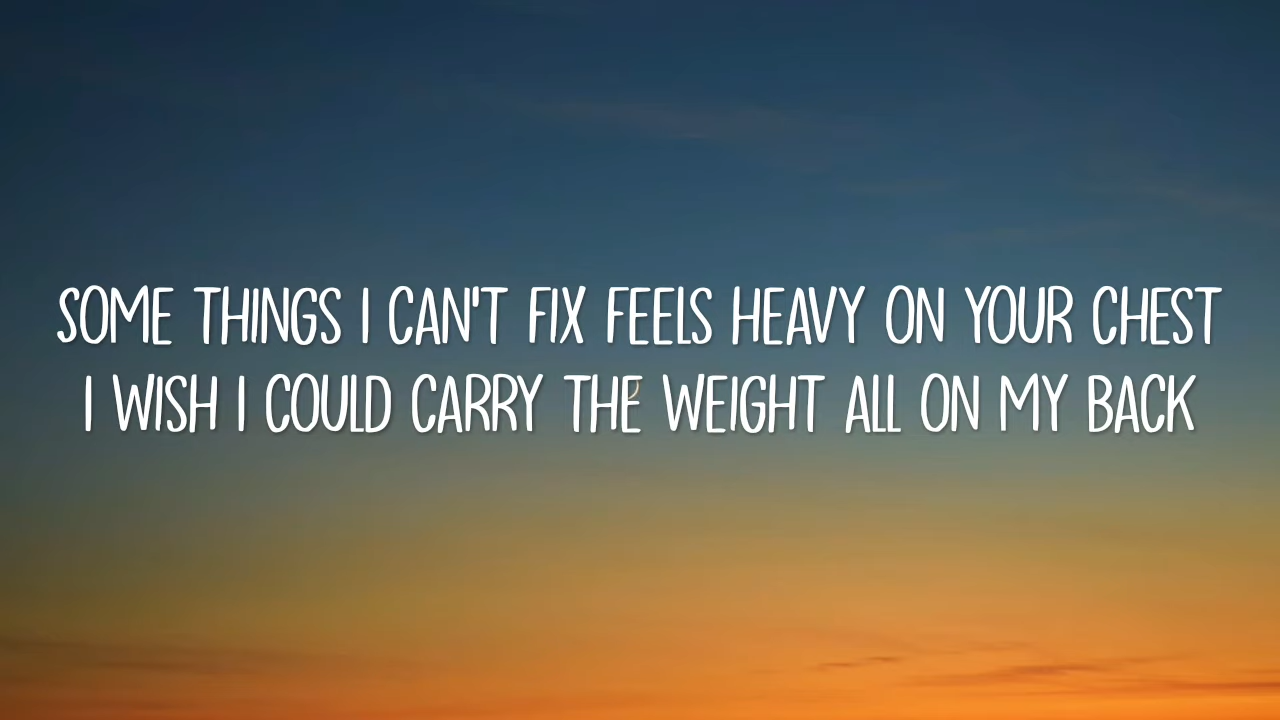 SOME THINGS I CAN'T FIX FEELS HEAVY ON YOUR CHEST
I WISH I COULD CARRY THE WEIGHT ALL ON MY BACK